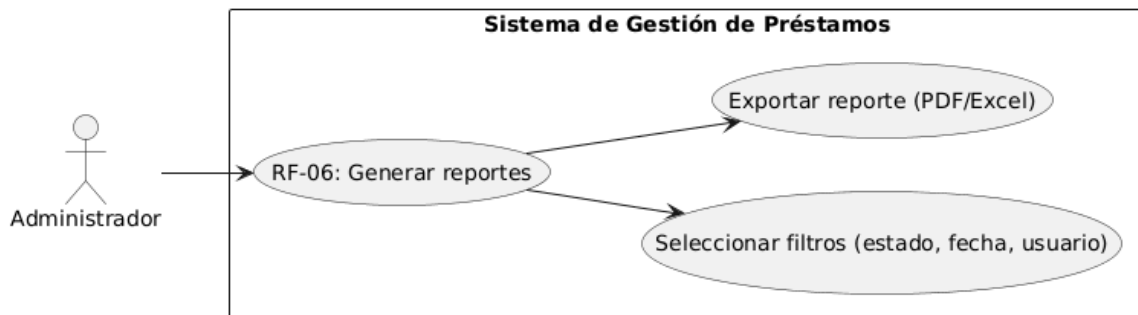 Sistema de Gestión de Préstamos
Exportar reporte (PDF/Excel)
RF-06: Generar reportes
Administrador
Seleccionar filtros (estado, fecha, usuario)